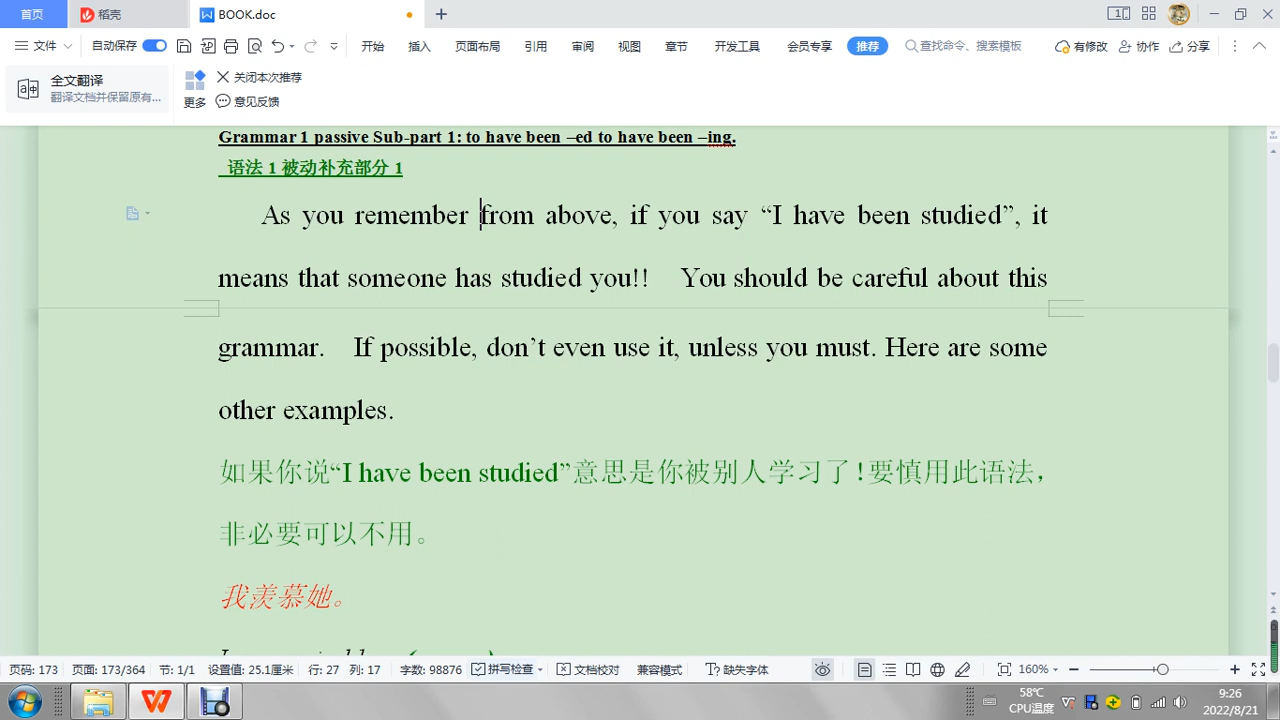 首页
稻壳
BOOK.doc
文件
自动保存
开始
插入
页面布局
引用
审阅
视图
章节
开发工具
会员专享
推荐
查找命令、搜索模板
有修改
协作
分享
全文翻译
翻译文档并保留原有...
更多
关闭本次推荐
意见反馈
Grammar 1 passive Sub-part 1: to have been –ed to have been –ing.
语法 1 被动补充部分 1
As you remember from above, if you say “I have been studied”, it
means that someone has studied you!! You should be careful about this
grammar. If possible, don’t even use it, unless you must. Here are some
other examples.
如果你说“I have been studied”意思是你被别人学习了！要慎用此语法，
非必要可以不用。
我羡慕她。
页码: 173
页面: 173/364
节: 1/1
设置值: 25.1厘米
行: 27
列: 17
字数: 98876
拼写检查
文档校对
兼容模式
缺失字体
160%
58℃
CPU温度
9:26
2022/8/21